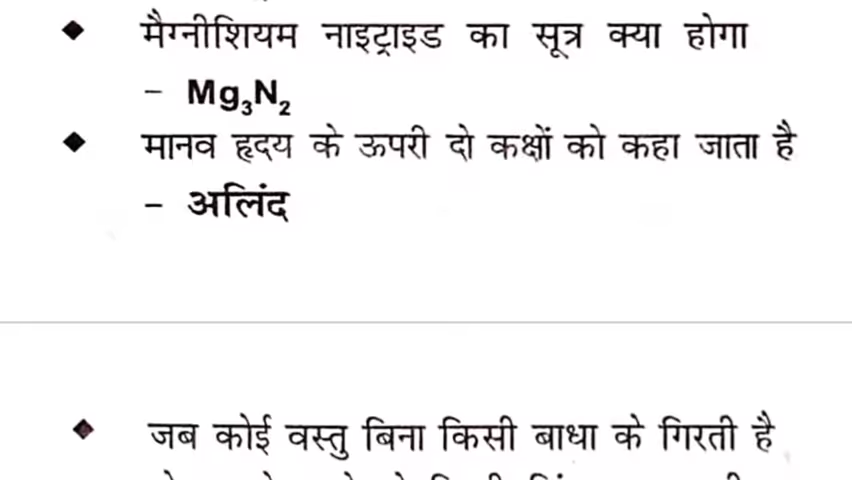 ◆ मैग्नीशियम नाइट्राइड का सूत्र क्या होगा
– Mg₃N₂
◆ मानव हृदय के ऊपरी दो कक्षों को कहा जाता है
– अलिंद
◆ जब कोई वस्तु बिना किसी बाधा के गिरती है